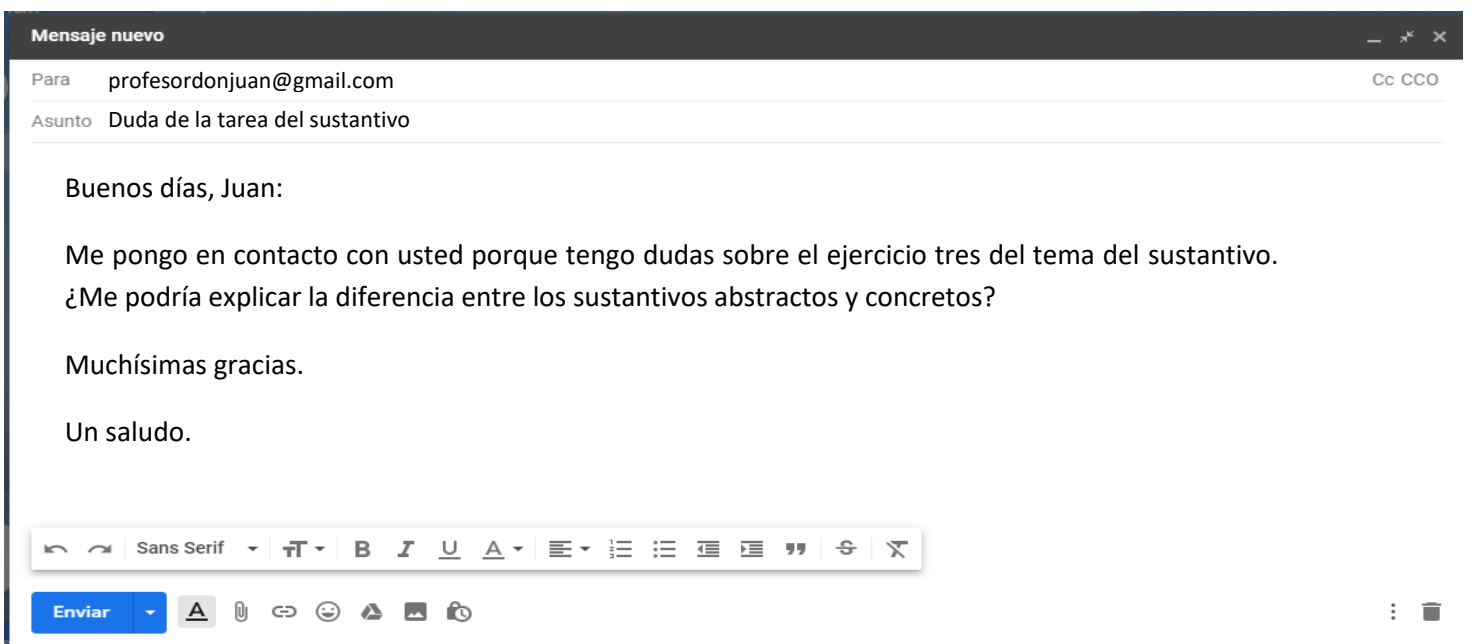 Mensaje nuevo
Para profesordonjuan@gmail.com Cc CCO
Asunto Duda de la tarea del sustantivo
Buenos días, Juan:
Me pongo en contacto con usted porque tengo dudas sobre el ejercicio tres del tema del sustantivo.
¿Me podría explicar la diferencia entre los sustantivos abstractos y concretos?
Muchísimas gracias.
Un saludo.
Sans Serif B I U A S
Enviar A